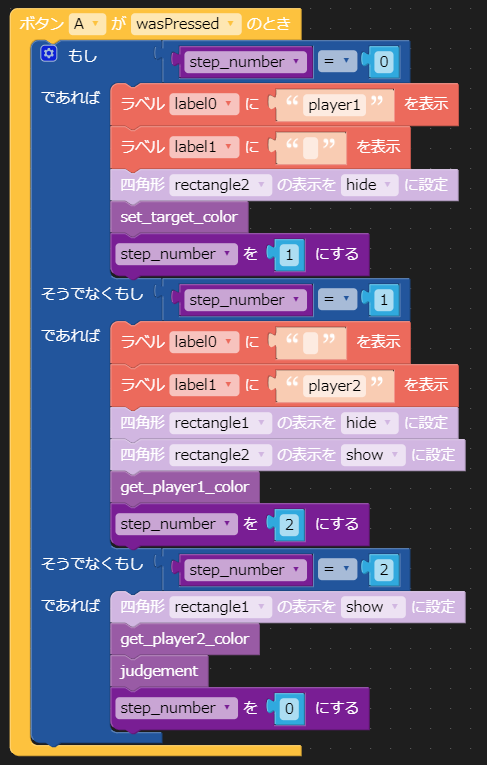 ボタン A が wasPressed のとき
もし step_number = 0
であれば ラベル label0 に “ player1 ” を表示
ラベル label1 に “ ” を表示
四角形 rectangle2 の表示を hide に設定
set_target_color
step_number を 1 にする
そうでなくもし step_number = 1
であれば ラベル label0 に “ ” を表示
ラベル label1 に “ player2 ” を表示
四角形 rectangle1 の表示を hide に設定
四角形 rectangle2 の表示を show に設定
get_player1_color
step_number を 2 にする
そうでなくもし step_number = 2
であれば 四角形 rectangle1 の表示を show に設定
get_player2_color
judgement
step_number を 0 にする